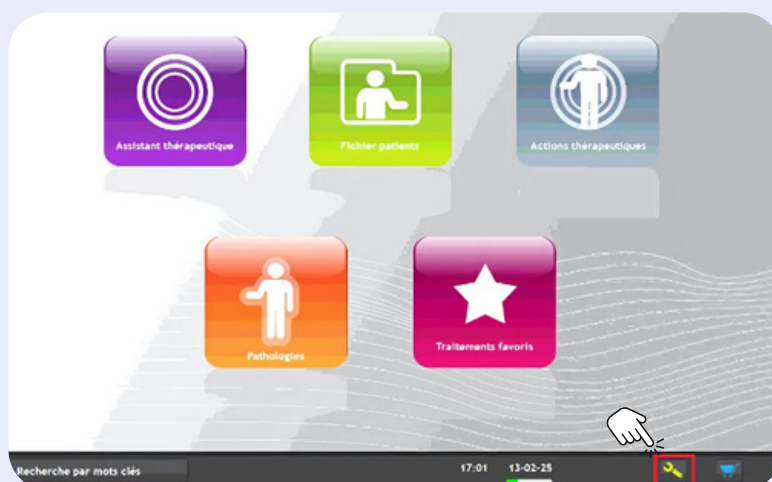 Assistant thérapeutique
Fichier patients
Actions thérapeutiques
Pathologies
Traitements favoris
Recherche par mots clés
17:01 13-02-25